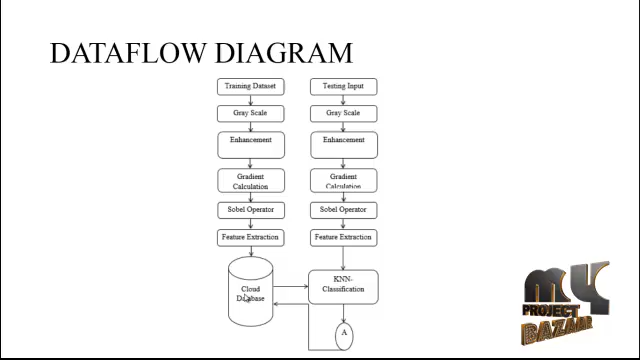 DATAFLOW DIAGRAM
Training Dataset
Gray Scale
Enhancement
Gradient
Calculation
Sobel Operator
Feature Extraction
Cloud
Database
Testing Input
Gray Scale
Enhancement
Gradient
Calculation
Sobel Operator
Feature Extraction
KNN-
Classification
A
my
PROJECT
BAZAAR